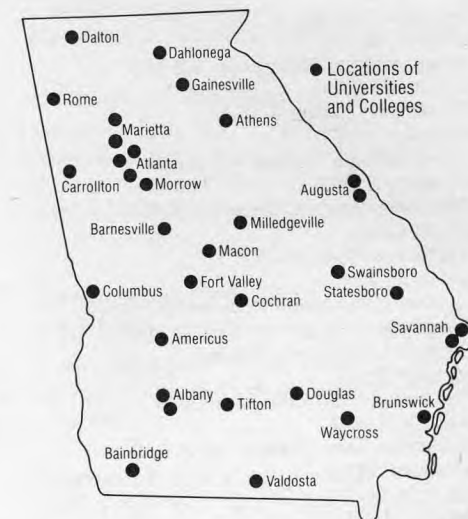 Dalton
Dahlonega
Locations of
Universities
and Colleges
Gainesville
Rome
Athens
Marietta
Atlanta
Carrollton
Morrow
Augusta
Milledgeville
Barnesville
Macon
Swainsboro
Fort Valley
Columbus
Statesboro
Cochran
Savannah
Americus
Albany
Douglas
Tifton
Brunswick
Waycross
Bainbridge
Valdosta